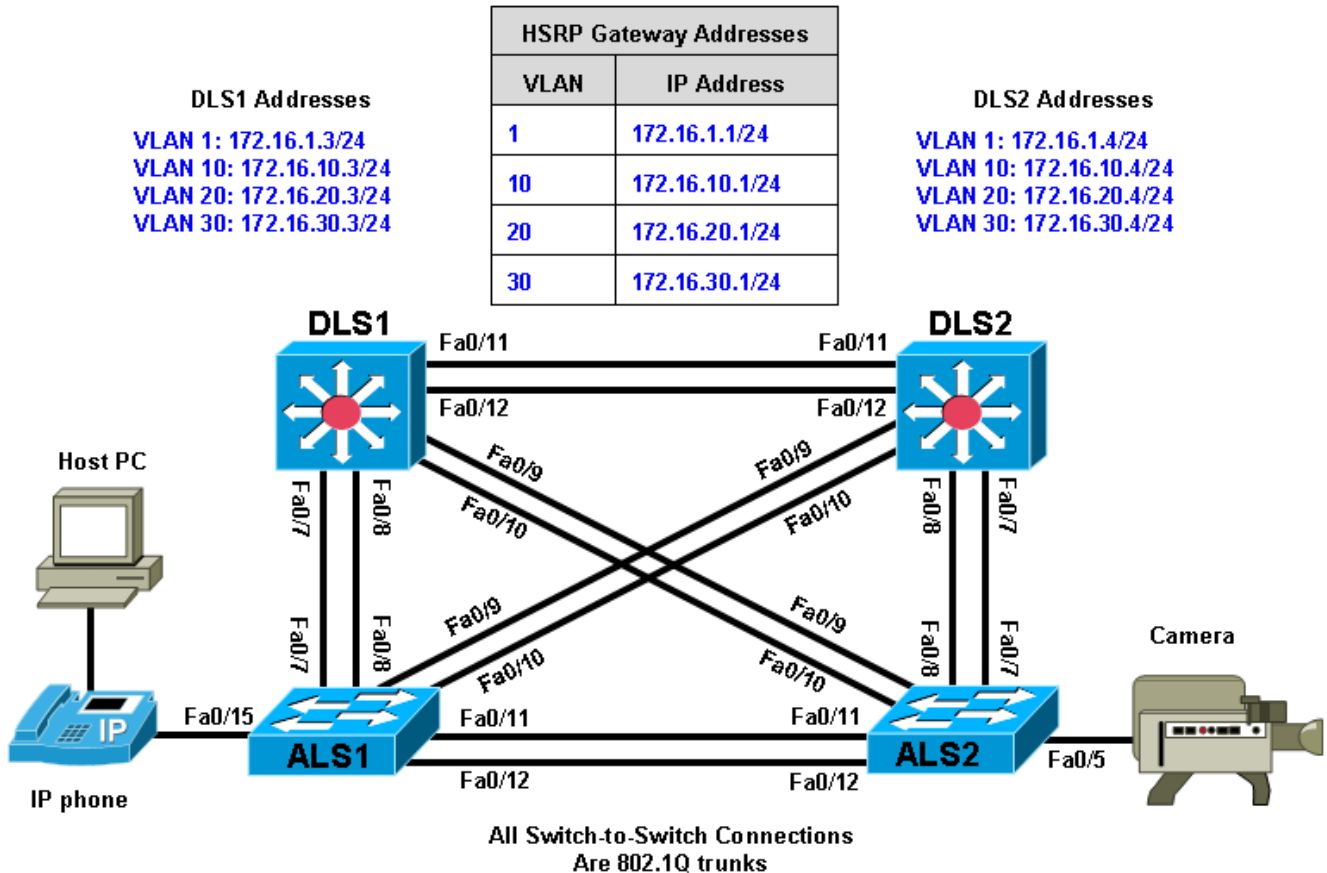 HSRP Gateway Addresses
VLAN IP Address
1 172.16.1.1/24
10 172.16.10.1/24
20 172.16.20.1/24
30 172.16.30.1/24
DLS1 Addresses
VLAN 1: 172.16.1.3/24
VLAN 10: 172.16.10.3/24
VLAN 20: 172.16.20.3/24
VLAN 30: 172.16.30.3/24
DLS2 Addresses
VLAN 1: 172.16.1.4/24
VLAN 10: 172.16.10.4/24
VLAN 20: 172.16.20.4/24
VLAN 30: 172.16.30.4/24
DLS1
DLS2
Fa0/11
Fa0/11
Fa0/12
Fa0/12
Host PC
Fa0/7
Fa0/8
Fa0/9
Fa0/10
Fa0/9
Fa0/10
Fa0/8
Fa0/7
Fa0/7
Fa0/8
Fa0/9
Fa0/10
Fa0/9
Fa0/10
Fa0/8
Fa0/7
Camera
IP
IP phone
Fa0/15
ALS1
Fa0/11
Fa0/11
Fa0/12
Fa0/12
ALS2
Fa0/5
All Switch-to-Switch Connections
Are 802.1Q trunks